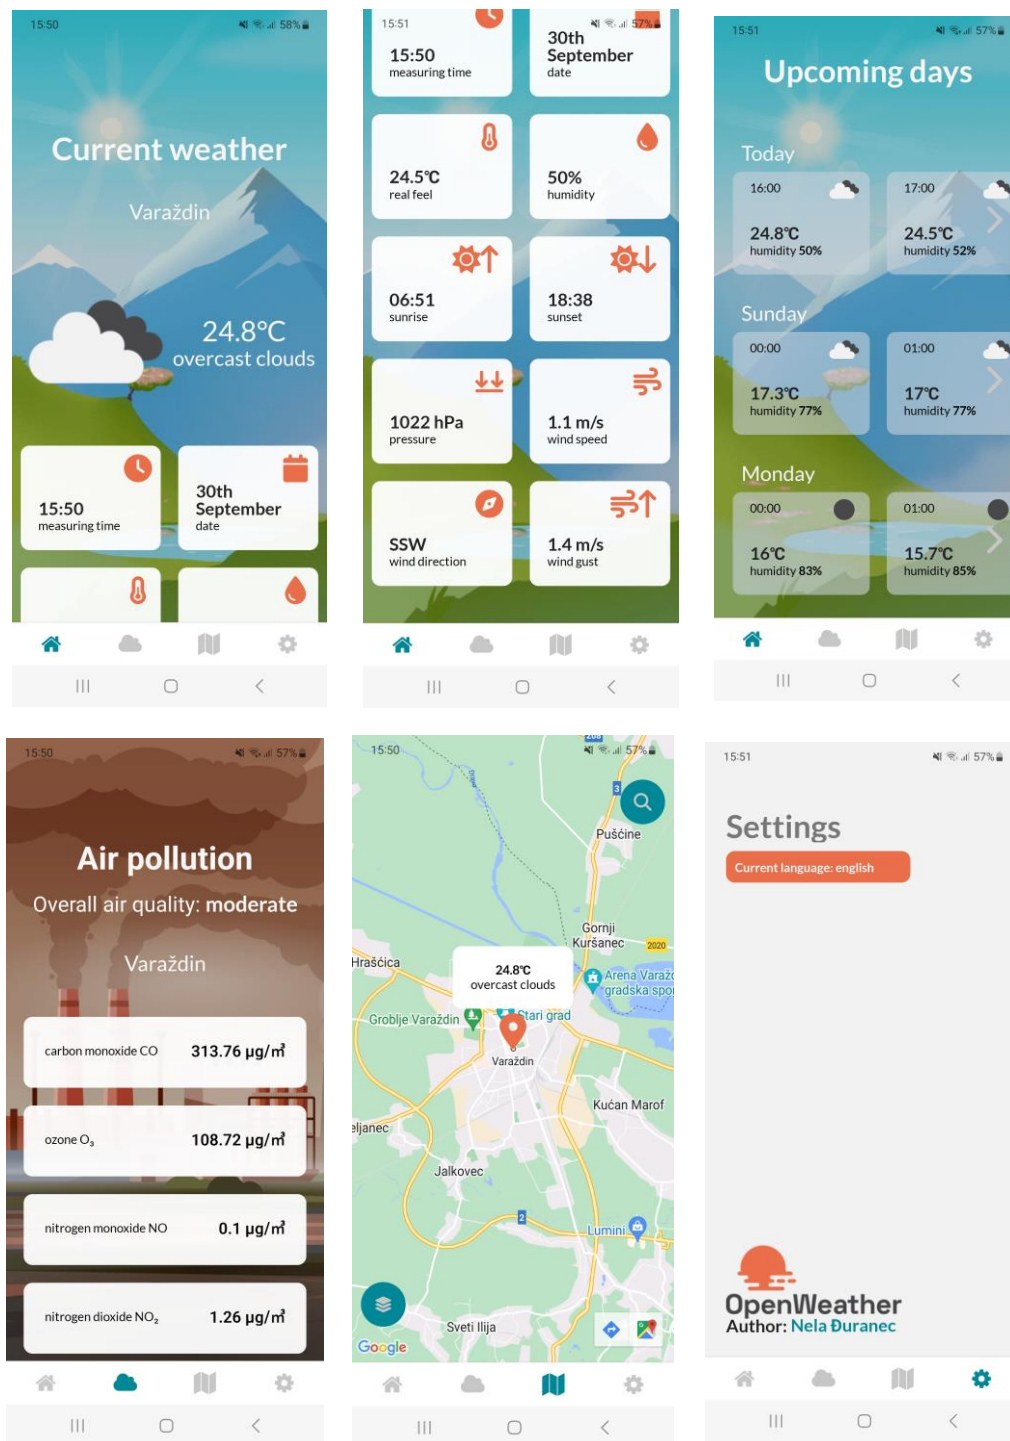 15:50
58%
Current weather
Varaždin
24.8°C
overcast clouds
15:50
measuring time
30th
September
date
15:51
57%
15:50
measuring time
30th
September
date
24.5°C
real feel
50%
humidity
06:51
sunrise
18:38
sunset
1022 hPa
pressure
1.1 m/s
wind speed
SSW
wind direction
1.4 m/s
wind gust
15:51
57%
Upcoming days
Today
16:00
24.8°C
humidity 50%
17:00
24.5°C
humidity 52%
Sunday
00:00
17.3°C
humidity 77%
01:00
17°C
humidity 77%
Monday
00:00
16°C
humidity 83%
01:00
15.7°C
humidity 85%
15:50
57%
Air pollution
Overall air quality: moderate
Varaždin
carbon monoxide CO 313.76 µg/m³
ozone O₃ 108.72 µg/m³
nitrogen monoxide NO 0.1 µg/m³
nitrogen dioxide NO₂ 1.26 µg/m³
15:50
57%
208
3
Drava
Pušćine
Gornji
Kuršanec
2020
Hrašćica
24.8°C
overcast clouds
Arena Varaž
gradska spo
Groblje Varaždin
Stari grad
Varaždin
Kućan Marof
eljanec
Jalkovec
2
Lumini
Sveti Ilija
Google
15:51
57%
Settings
Current language: english
OpenWeather
Author: Nela Đuranec